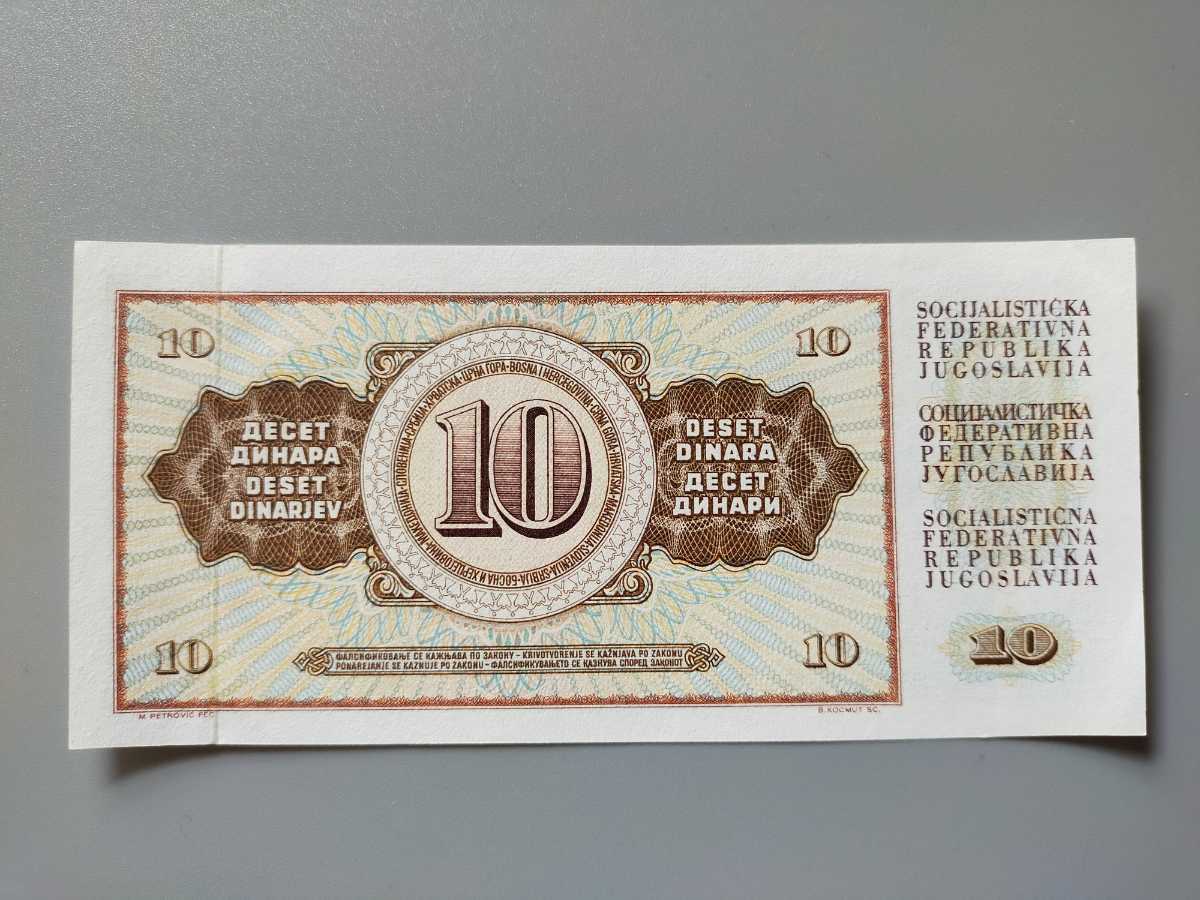 10
10
ДЕСЕТ
ДИНАРА
DESET
DINARJEV
10
DESET
DINARA
ДЕСЕТ
ДИНАРИ
10
10
ФАЛСИФИКОВАЊЕ СЕ КАЖЊАВА ПО ЗАКОНУ - KRIVOTVORENJE SE KAŽNJAVA PO ZAKONU
PONAREJANJE SE KAZNUJE PO ZAKONU - ФАЛСИФИКУВАЊЕТО СЕ КАЗНУВА СПОРЕД ЗАКОНОТ
M. PETROVIĆ FEC.
B. KOCMUT SC.
SOCIJALISTIČKA
FEDERATIVNA
REPUBLIKA
JUGOSLAVIJA
СОЦИЈАЛИСТИЧКА
ФЕДЕРАТИВНА
РЕПУБЛИКА
ЈУГОСЛАВИЈА
SOCIALISTIČNA
FEDERATIVNA
REPUBLIKA
JUGOSLAVIJA
10